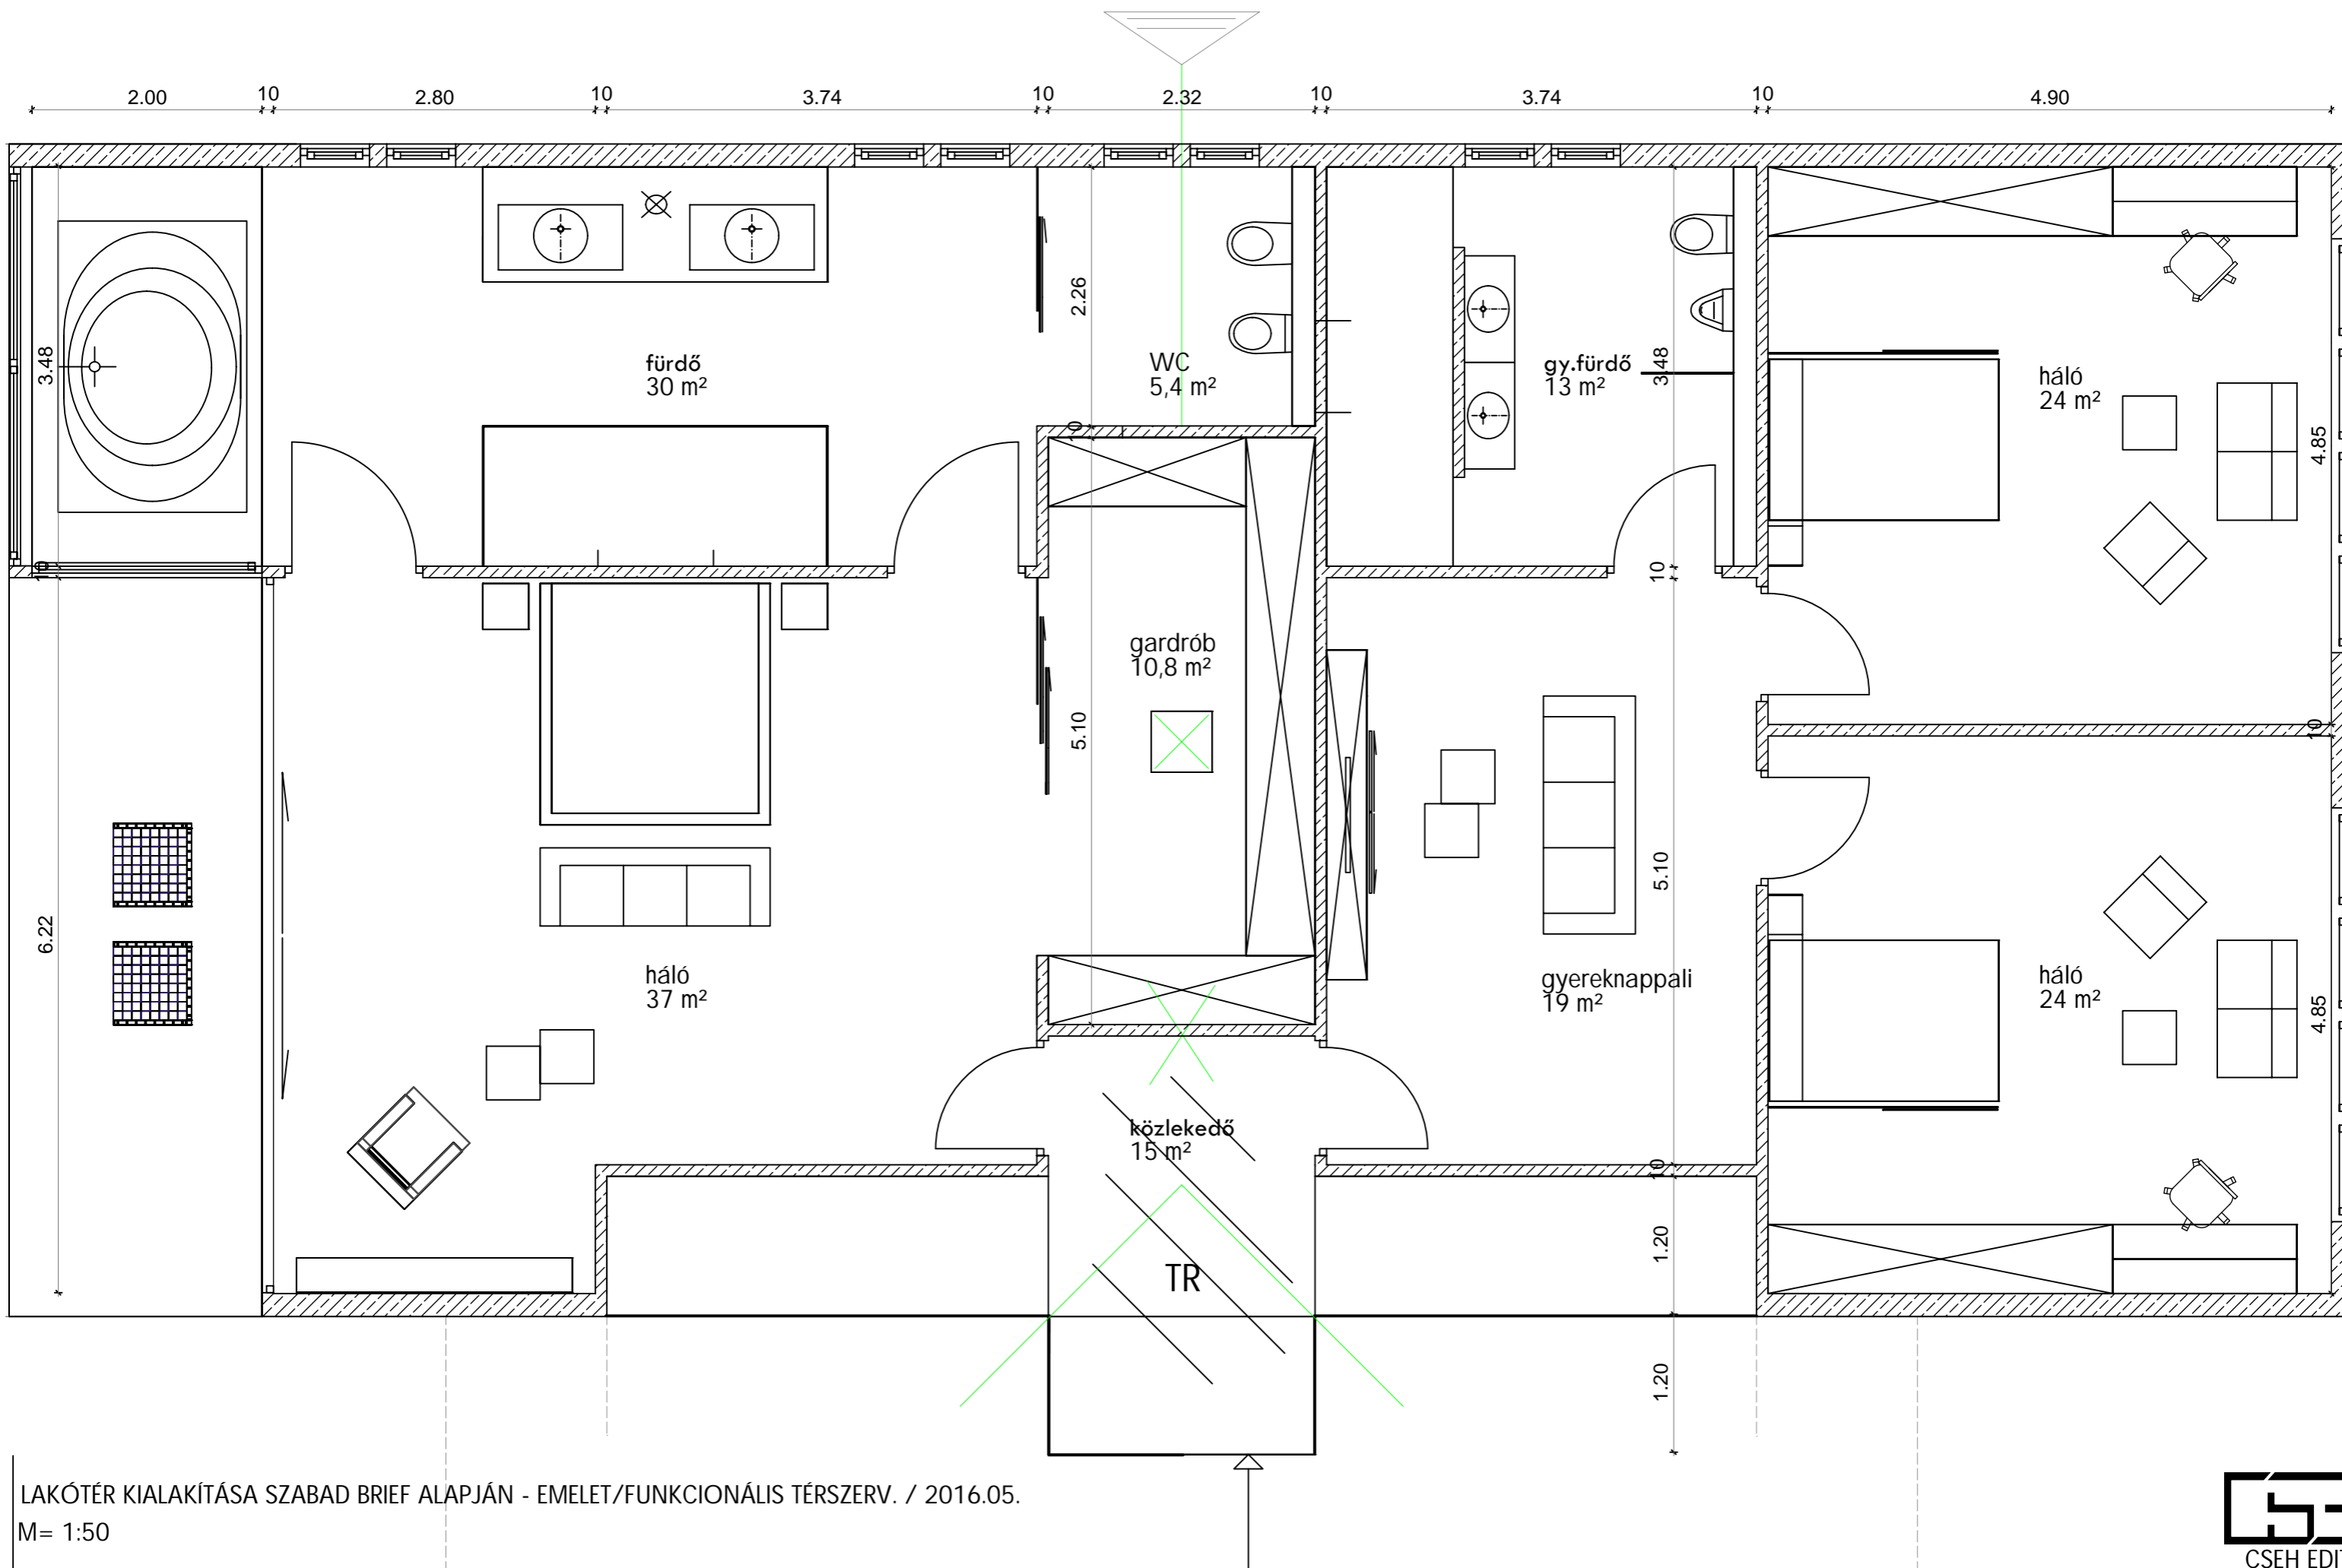 2.00
10
2.80
10
3.74
10
2.32
10
3.74
10
4.90
3.48
2.26
3.48
4.85
fürdő
30 m²
WC
5,4 m²
gy.fürdő
13 m²
háló
24 m²
10
10
10
gardrób
10,8 m²
5.10
10
6.22
5.10
háló
37 m²
gyereknappali
19 m²
háló
24 m²
4.85
közlekedő
15 m²
10
1.20
TR
1.20
LAKÓTÉR KIALAKÍTÁSA SZABAD BRIEF ALAPJÁN - EMELET/FUNKCIONÁLIS TÉRSZERV. / 2016.05.
M= 1:50
CSEH EDIT